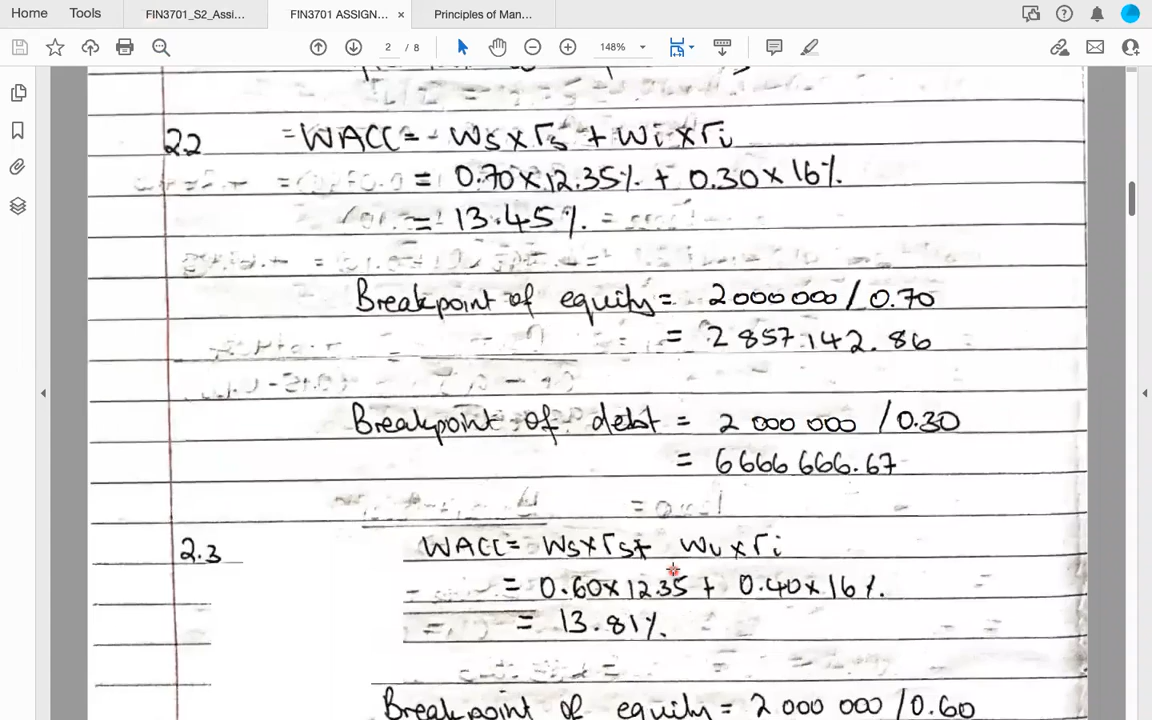 Home Tools FIN3701_S2_Assi... FIN3701 ASSIGN... × Principles of Man...
2 / 8 148%
2.2 = WACC = Ws x rs + Wi x ri
= 0.70 x 12.35% + 0.30 x 16%
= 13.45%
Breakpoint of equity = 2 000 000 / 0.70
= 2 857 142.86
Breakpoint of debt = 2 000 000 / 0.30
= 6 666 666.67
2.3 WACC = Ws x rs + Wi x ri
= 0.60 x 12.35 + 0.40 x 16%
= 13.81%
Breakpoint of equity = 2 000 000 / 0.60